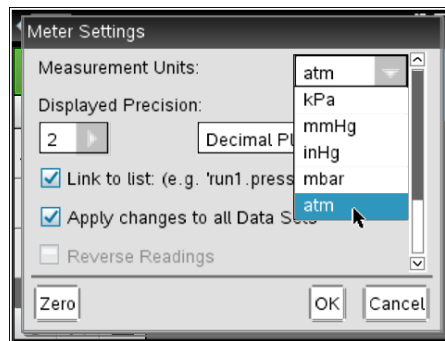 Meter Settings
Measurement Units:
atm
kPa
mmHg
inHg
mbar
atm
Displayed Precision:
2
Decimal
Link to list: (e.g. 'run1.press
Apply changes to all Data
Reverse Readings
Zero
OK
Cancel